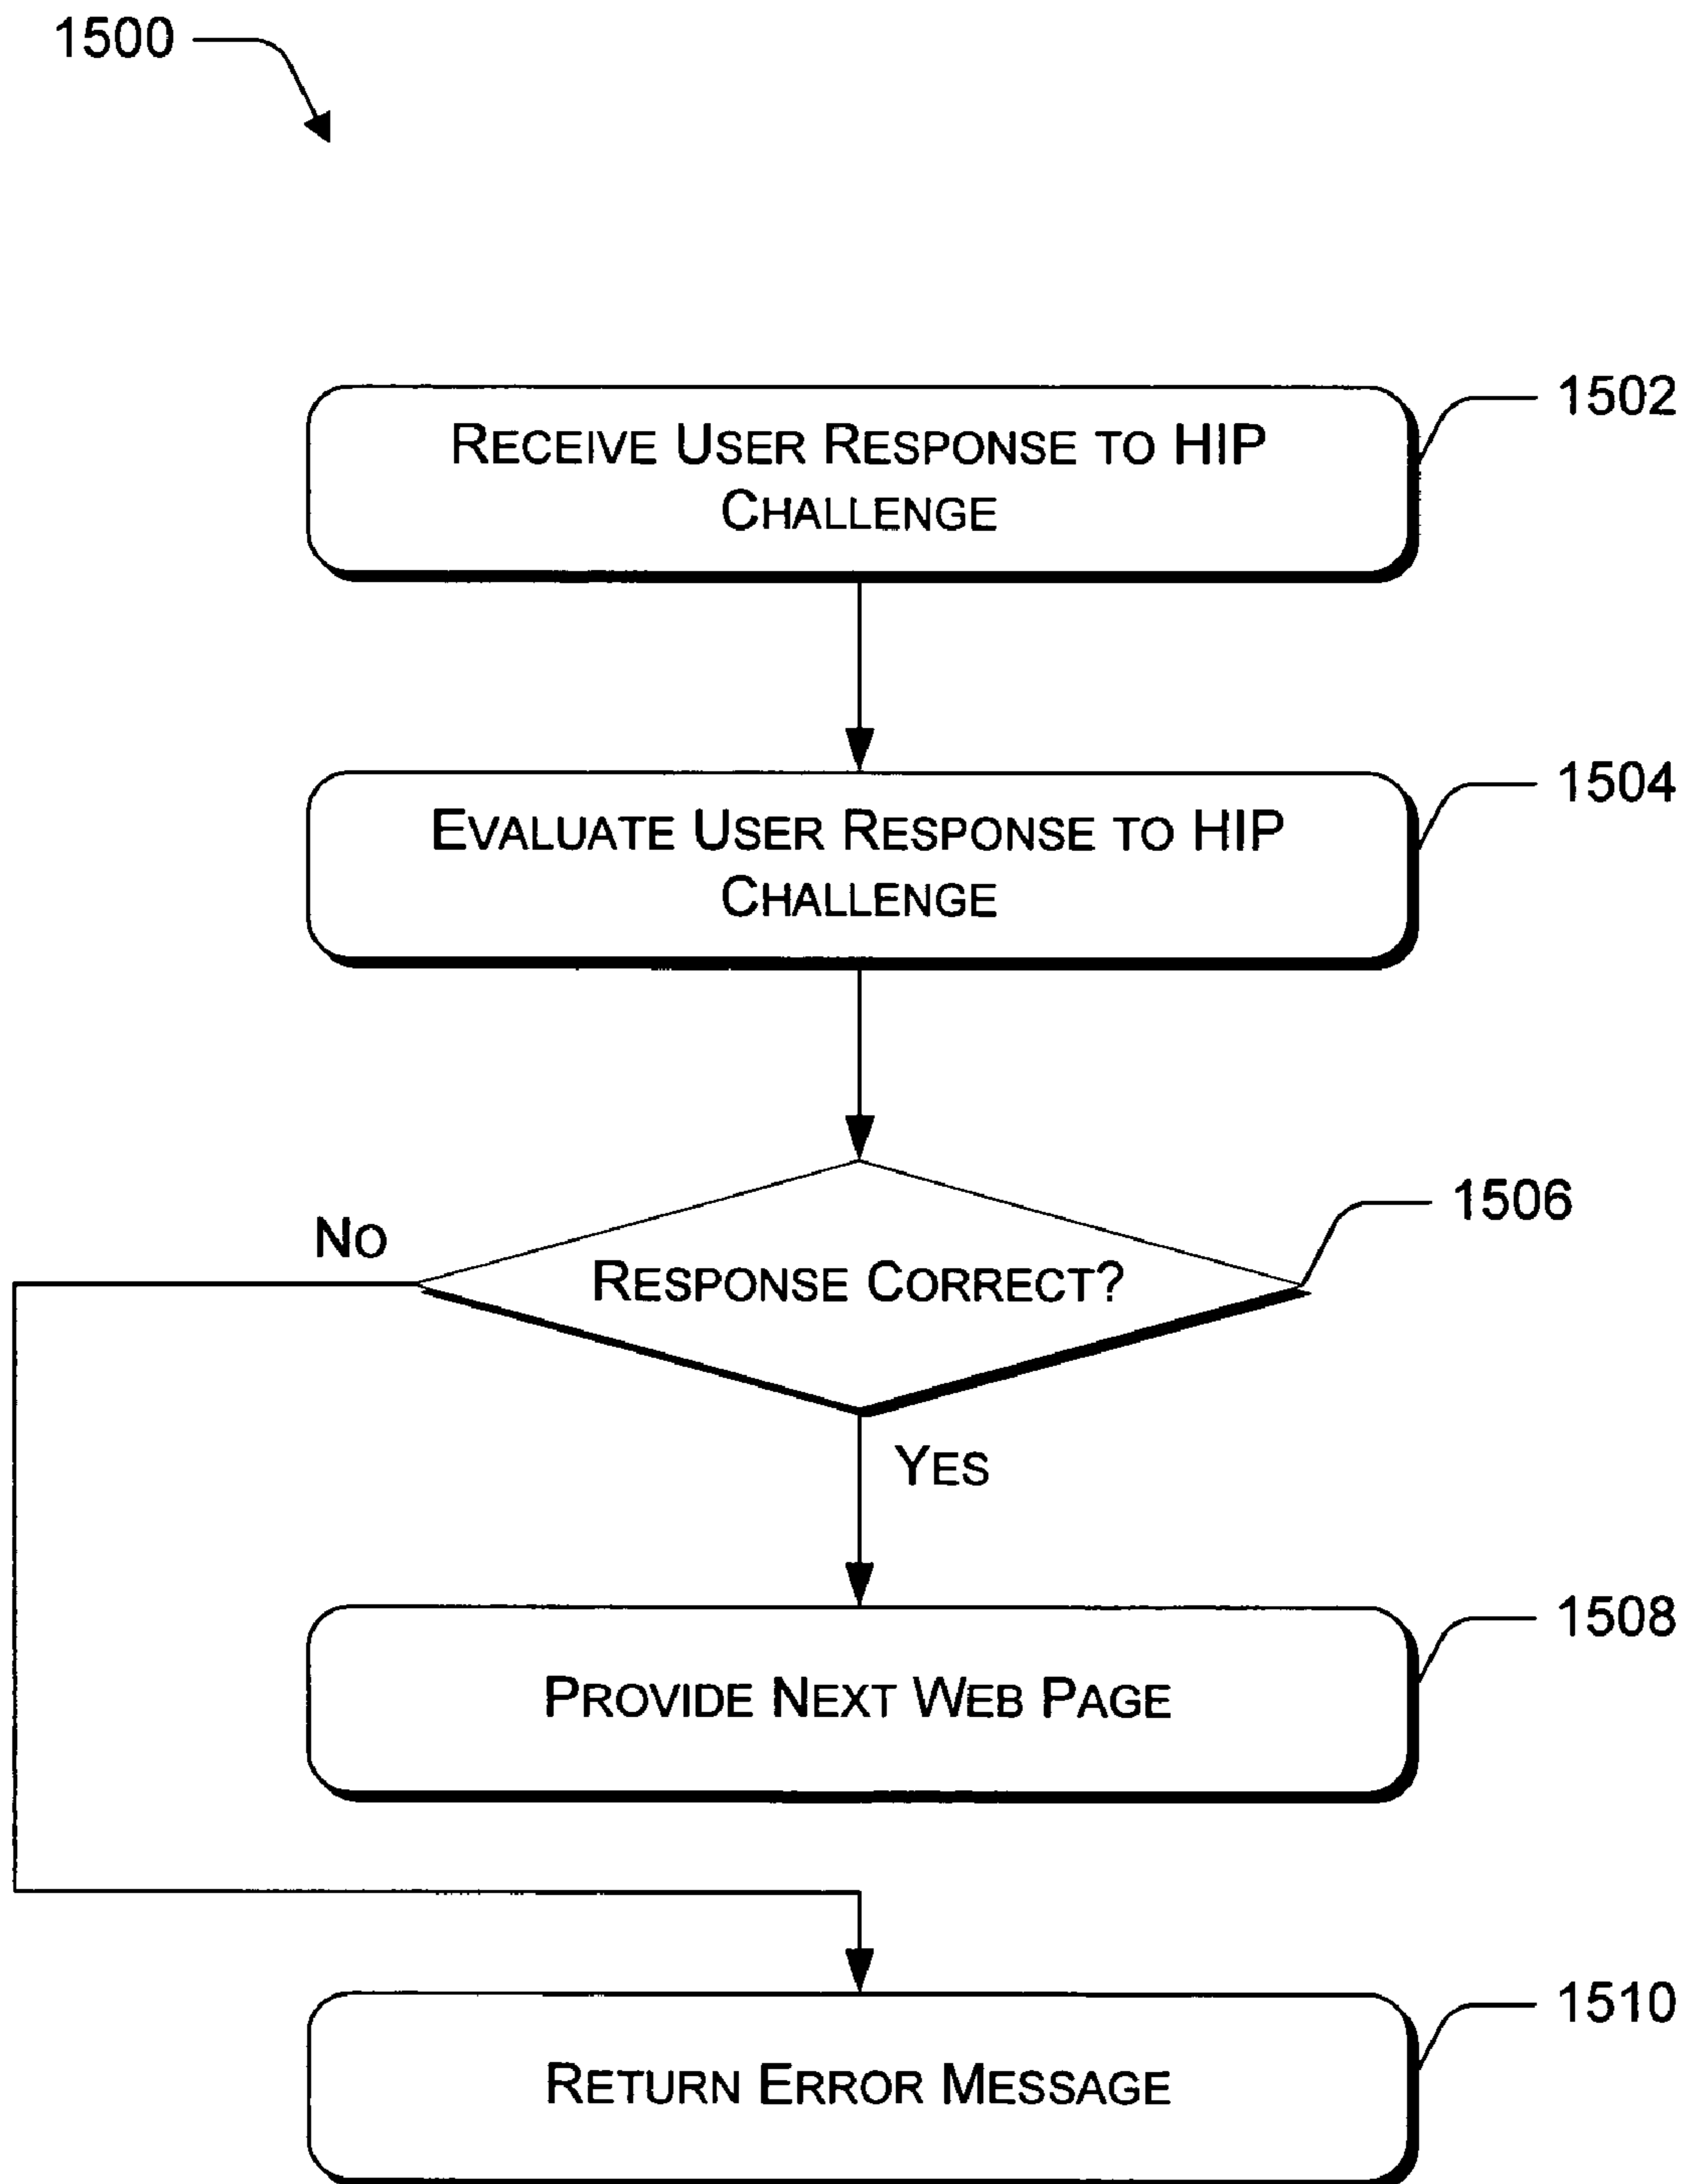 1500
RECEIVE USER RESPONSE TO HIP
CHALLENGE
1502
EVALUATE USER RESPONSE TO HIP
CHALLENGE
1504
RESPONSE CORRECT?
1506
NO
YES
PROVIDE NEXT WEB PAGE
1508
RETURN ERROR MESSAGE
1510